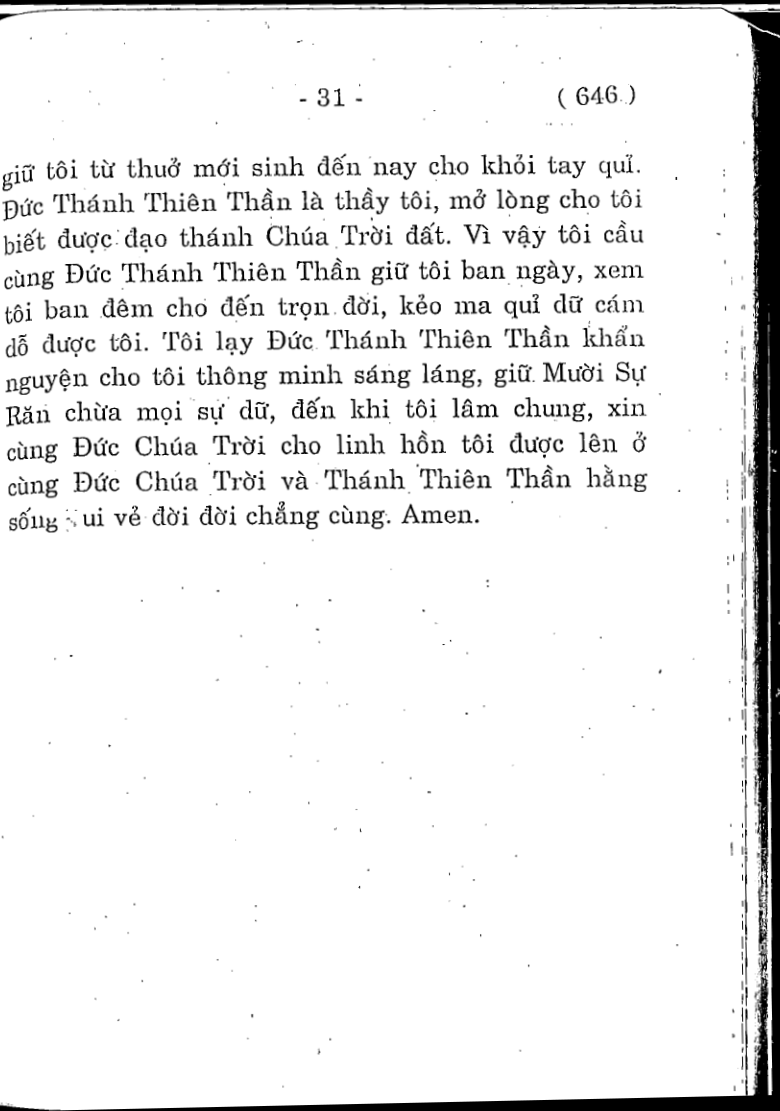 - 31 - ( 646 )
giữ tôi từ thuở mới sinh đến nay cho khỏi tay quỉ.
Đức Thánh Thiên Thần là thầy tôi, mở lòng cho tôi
biết được đạo thánh Chúa Trời đất. Vì vậy tôi cầu
cùng Đức Thánh Thiên Thần giữ tôi ban ngày, xem
tôi ban đêm cho đến trọn đời, kẻo ma quỉ dữ cám
dỗ được tôi. Tôi lạy Đức Thánh Thiên Thần khẩn
nguyện cho tôi thông minh sáng láng, giữ Mười Sự
Răn chừa mọi sự dữ, đến khi tôi lâm chung, xin
cùng Đức Chúa Trời cho linh hồn tôi được lên ở
cùng Đức Chúa Trời và Thánh Thiên Thần hằng
sống ui vẻ đời đời chẳng cùng. Amen.